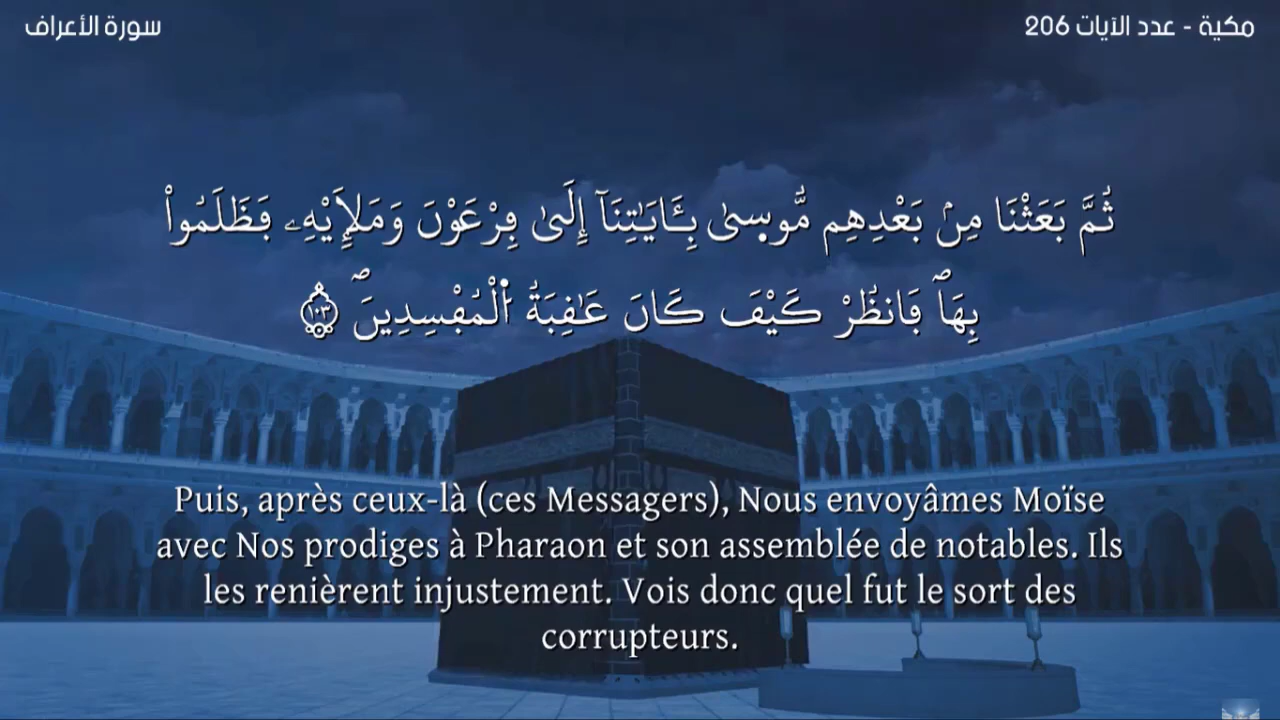 مكية - عدد الآيات 206
سورة الأعراف
ثُمَّ بَعَثْنَا مِنۢ بَعْدِهِم مُّوسۭىٰ بِـَٔايَـٰتِنَآ إِلَىٰ فِرْعَوْنَ وَمَلَإِي۟هِۦ فَظَلَمُوا۟
بِهَاۖ فَانظُرْ كَيْفَ كَانَ عَـٰقِبَةُ اُ۬لْمُفْسِدِينَۖ ١٠٣
Puis, après ceux-là (ces Messagers), Nous envoyâmes Moïse
avec Nos prodiges à Pharaon et son assemblée de notables. Ils
les renièrent injustement. Vois donc quel fut le sort des
corrupteurs.